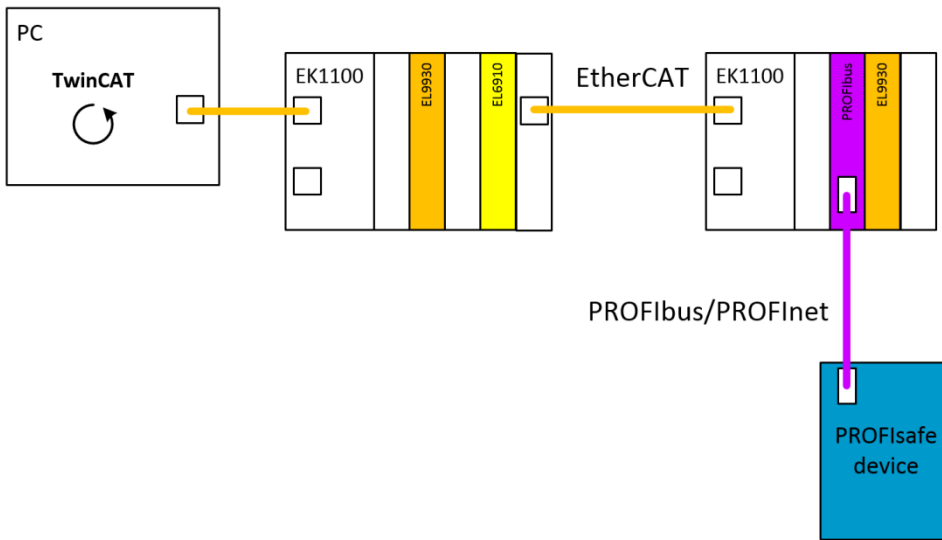 PC
TwinCAT
EK1100
EL9930
EL6910
EtherCAT
EK1100
PROFIbus
EL9930
PROFIbus/PROFInet
PROFIsafe
device